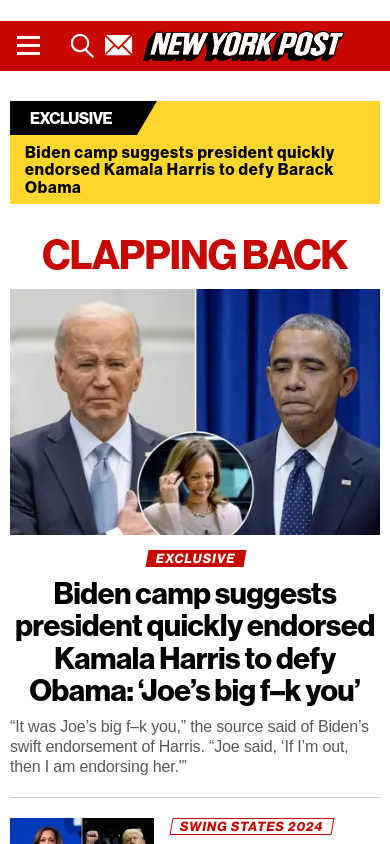 NEW YORK POST
EXCLUSIVE
Biden camp suggests president quickly
endorsed Kamala Harris to defy Barack
Obama
CLAPPING BACK
EXCLUSIVE
Biden camp suggests
president quickly endorsed
Kamala Harris to defy
Obama: ‘Joe’s big f–k you’
“It was Joe’s big f–k you,” the source said of Biden’s
swift endorsement of Harris. “Joe said, ‘If I’m out,
then I am endorsing her.’”
SWING STATES 2024